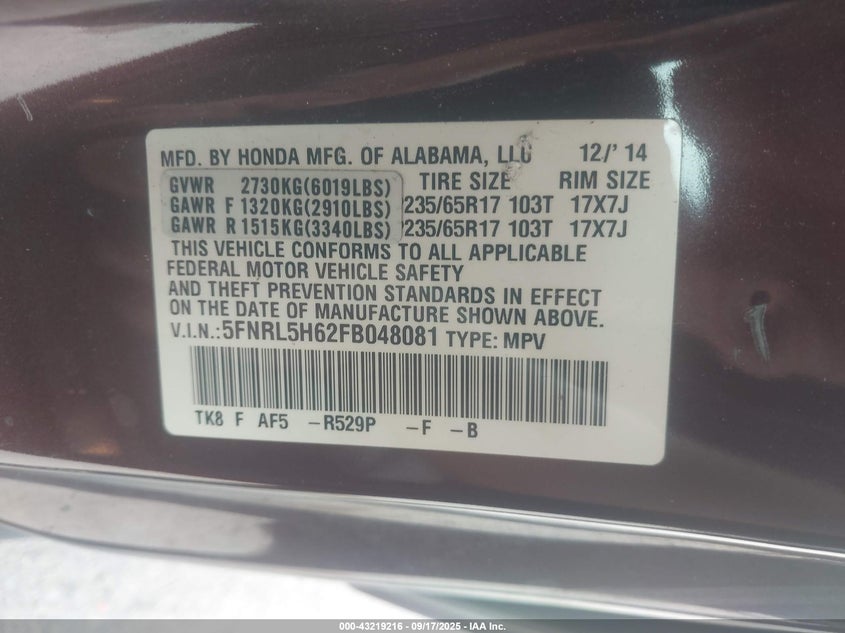 MFD. BY HONDA MFG. OF ALABAMA, LLC 12/' 14
GVWR 2730KG(6019LBS) TIRE SIZE RIM SIZE
GAWR F 1320KG(2910LBS) 235/65R17 103T 17X7J
GAWR R 1515KG(3340LBS) 235/65R17 103T 17X7J
THIS VEHICLE CONFORMS TO ALL APPLICABLE
FEDERAL MOTOR VEHICLE SAFETY
AND THEFT PREVENTION STANDARDS IN EFFECT
ON THE DATE OF MANUFACTURE SHOWN ABOVE.
V.I.N.:5FNRL5H62FB048081 TYPE: MPV
TK8 F AF5 -R529P -F -B
000-43219216 - 09/17/2025 - IAA Inc.